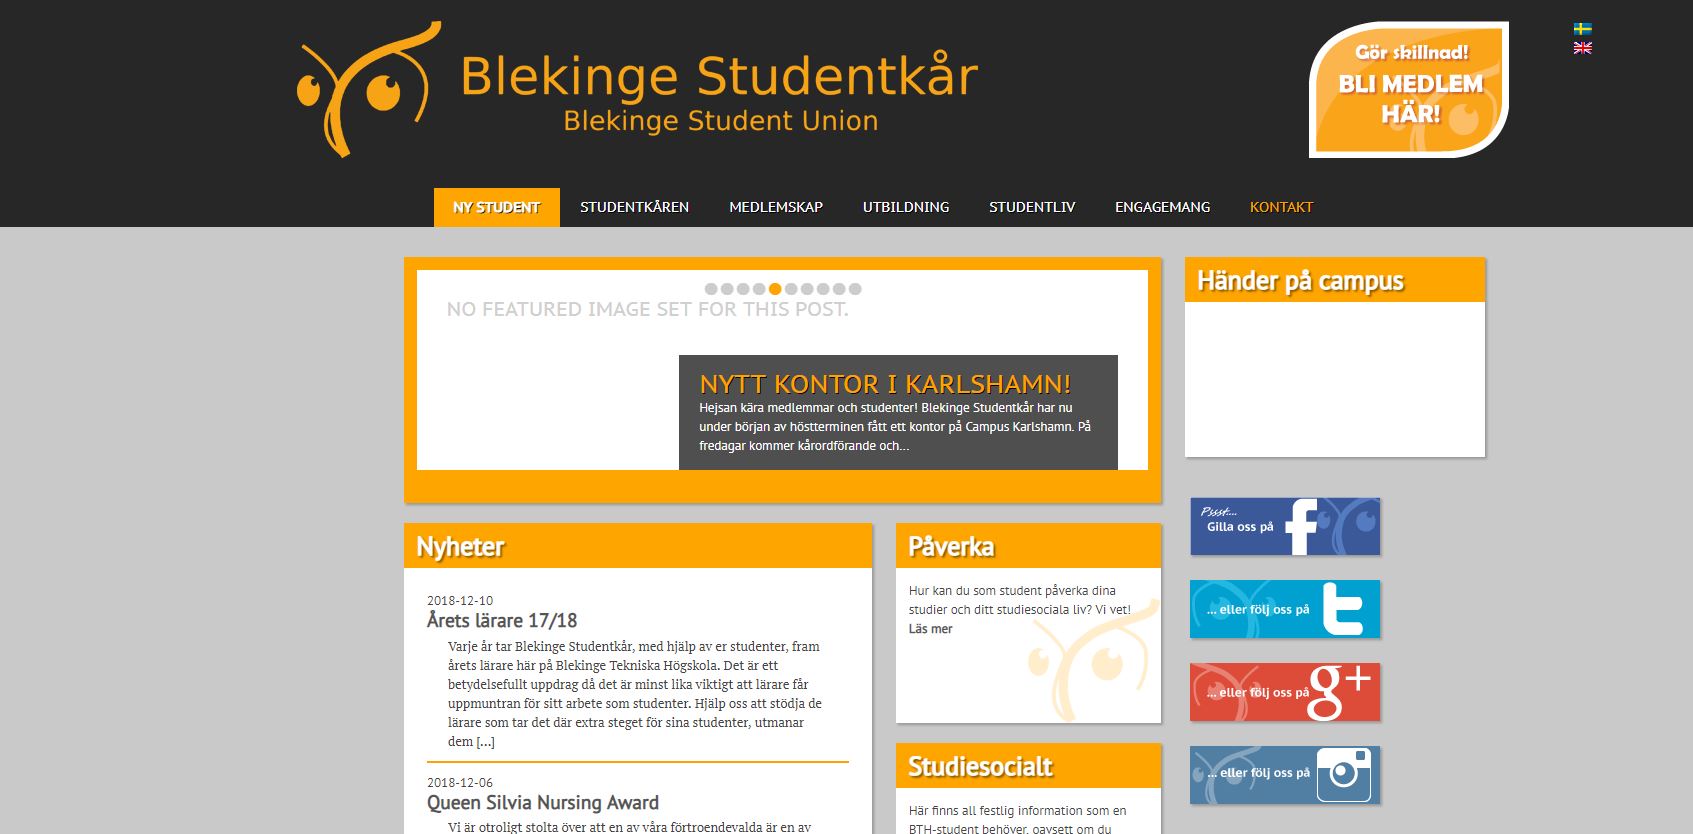 Blekinge Studentkår
Blekinge Student Union
Gör skillnad!
BLI MEDLEM
HÄR!
NY STUDENT STUDENTKÅREN MEDLEMSKAP UTBILDNING STUDENTLIV ENGAGEMANG KONTAKT
NO FEATURED IMAGE SET FOR THIS POST.
NYTT KONTOR I KARLSHAMN!
Hejsan kära medlemmar och studenter! Blekinge Studentkår har nu
under början av höstterminen fått ett kontor på Campus Karlshamn. På
fredagar kommer kårordförande och...
Händer på campus
Nyheter
2018-12-10
Årets lärare 17/18
Varje år tar Blekinge Studentkår, med hjälp av er studenter, fram
årets lärare här på Blekinge Tekniska Högskola. Det är ett
betydelsefullt uppdrag då det är minst lika viktigt att lärare får
uppmuntran för sitt arbete som studenter. Hjälp oss att stödja de
lärare som tar det där extra steget för sina studenter, utmanar
dem [...]
2018-12-06
Queen Silvia Nursing Award
Vi är otroligt stolta över att en av våra förtroendevalda är en av
Påverka
Hur kan du som student påverka dina
studier och ditt studiesociala liv? Vi vet!
Läs mer
Studiesocialt
Här finns all festlig information som en
BTH-student behöver, oavsett om du
Pssst....
Gilla oss på f
... eller följ oss på t
... eller följ oss på g+
... eller följ oss på